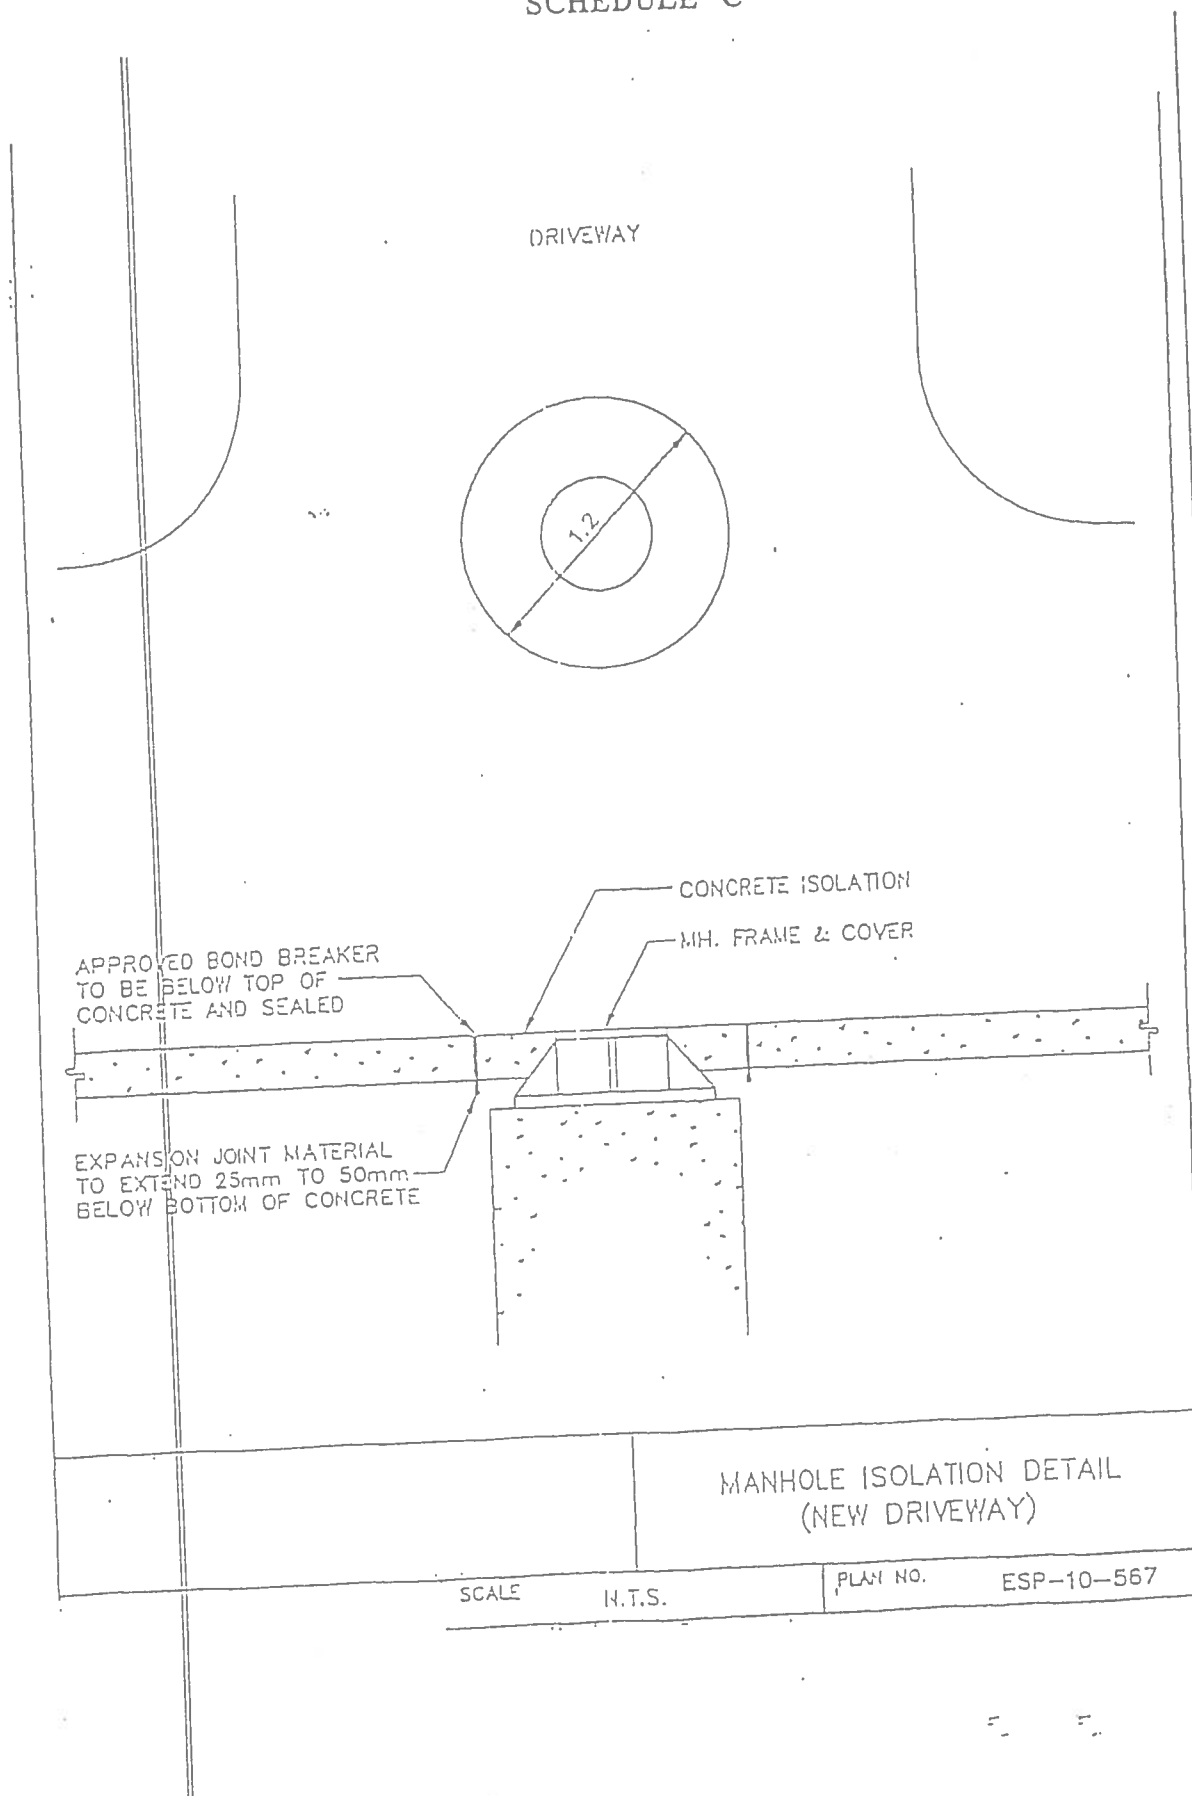 SCHEDULE C
DRIVEWAY
1.2
CONCRETE ISOLATION
MH. FRAME & COVER
APPROVED BOND BREAKER
TO BE BELOW TOP OF
CONCRETE AND SEALED
EXPANSION JOINT MATERIAL
TO EXTEND 25mm TO 50mm
BELOW BOTTOM OF CONCRETE
MANHOLE ISOLATION DETAIL
(NEW DRIVEWAY)
SCALE N.T.S.
PLAN NO. ESP-10-567